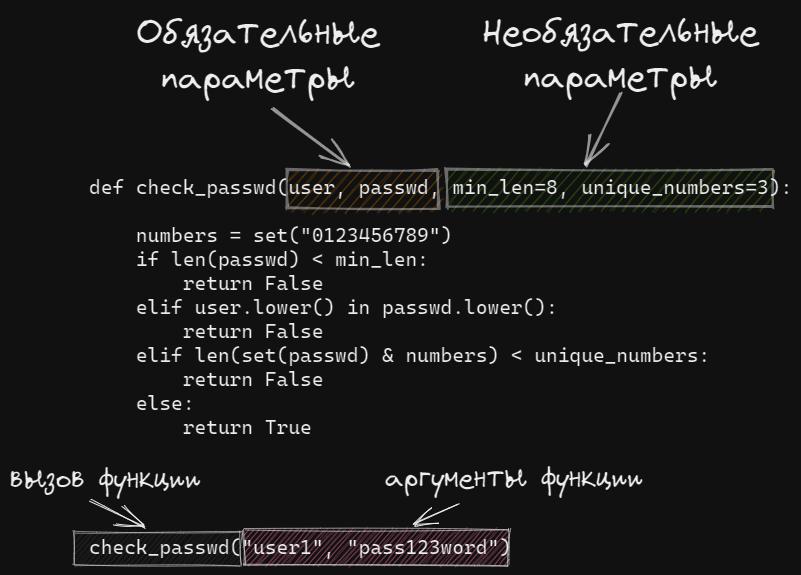 Обязательные
параметры
Необязательные
параметры
def check_passwd(user, passwd, min_len=8, unique_numbers=3):
numbers = set("0123456789")
if len(passwd) < min_len:
return False
elif user.lower() in passwd.lower():
return False
elif len(set(passwd) & numbers) < unique_numbers:
return False
else:
return True
вызов функции
аргументы функции
check_passwd("user1", "pass123word")